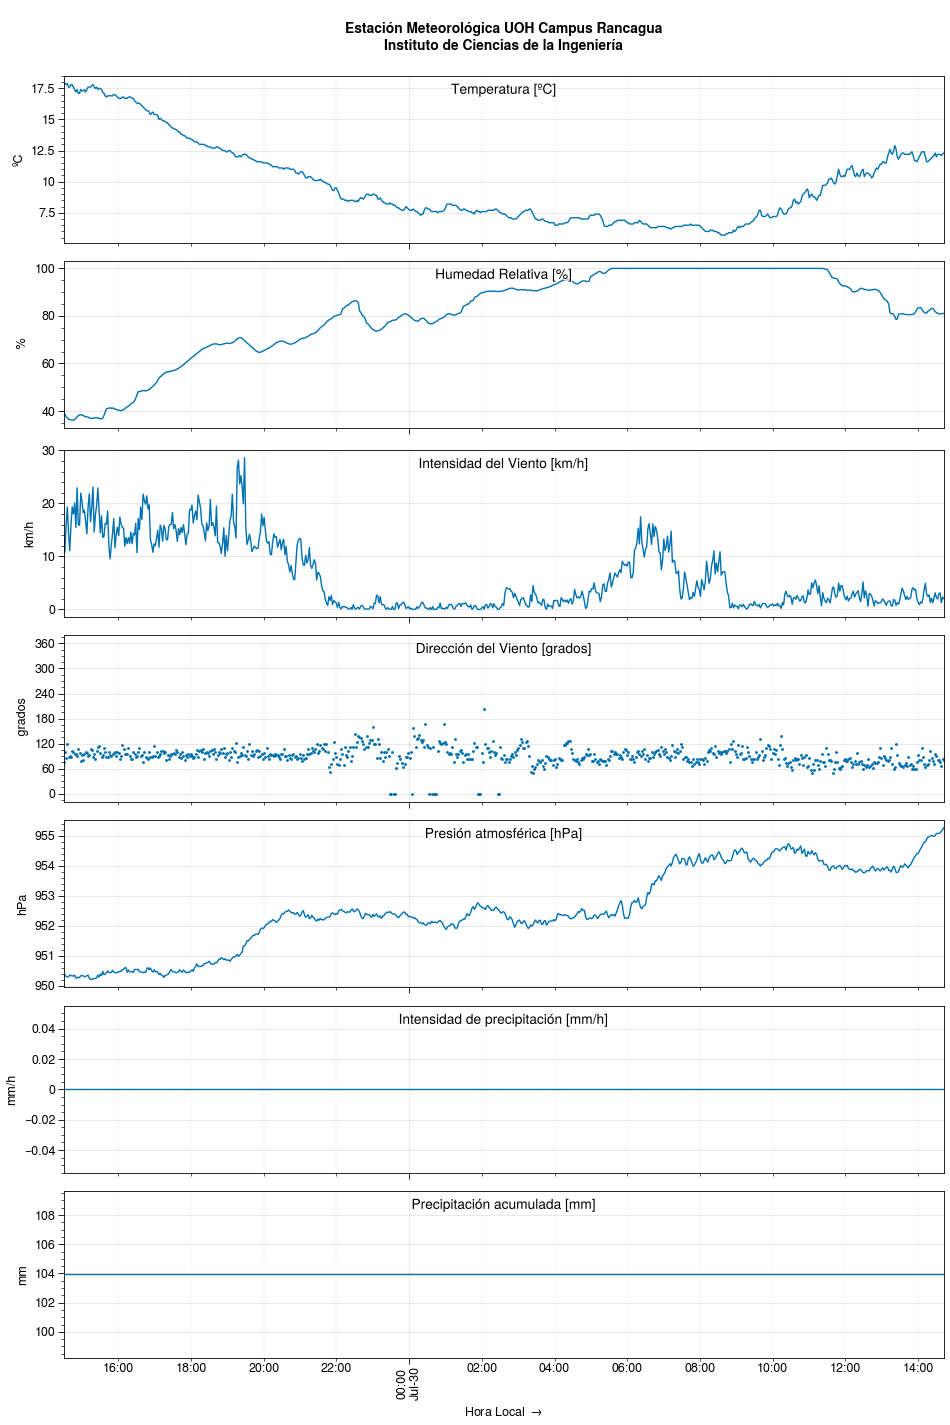 Estación Meteorológica UOH Campus Rancagua
Instituto de Ciencias de la Ingeniería
Temperatura [ºC]
17.5
15
12.5
10
7.5
ºC
Humedad Relativa [%]
100
80
60
40
%
Intensidad del Viento [km/h]
30
20
10
0
km/h
Dirección del Viento [grados]
360
300
240
180
120
60
0
grados
Presión atmosférica [hPa]
955
954
953
952
951
950
hPa
Intensidad de precipitación [mm/h]
0.04
0.02
0
−0.02
−0.04
mm/h
Precipitación acumulada [mm]
108
106
104
102
100
mm
16:00 18:00 20:00 22:00 00:00 02:00 04:00 06:00 08:00 10:00 12:00 14:00
Jul-30
Hora Local →